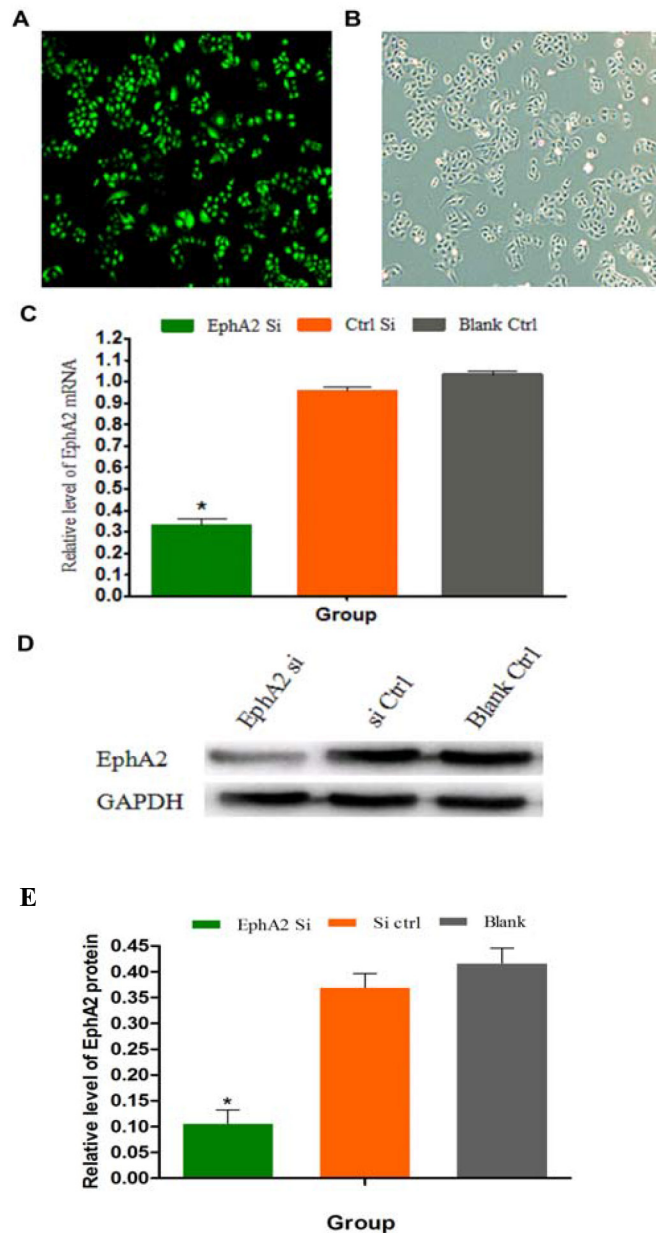 A B
C
EphA2 Si Ctrl Si Blank Ctrl
Relative level of EphA2 mRNA
1.2
1.1
1.0
0.9
0.8
0.7
0.6
0.5
0.4
0.3
0.2
0.1
0.0
*
Group
D
EphA2 si si Ctrl Blank Ctrl
EphA2
GAPDH
E
EphA2 Si Si ctrl Blank
Relative level of EphA2 protein
0.45
0.40
0.35
0.30
0.25
0.20
0.15
0.10
0.05
0.00
*
Group